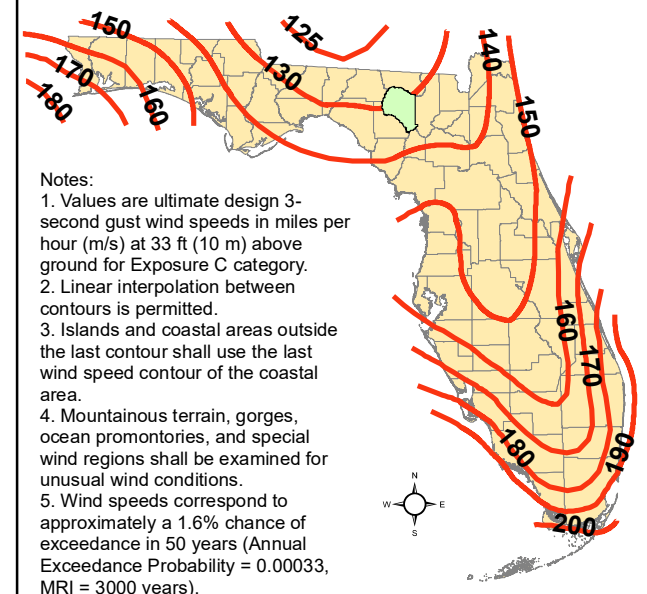 125
150
140
130
170
180
160
150
Notes:
1. Values are ultimate design 3-
second gust wind speeds in miles per
hour (m/s) at 33 ft (10 m) above
ground for Exposure C category.
2. Linear interpolation between
contours is permitted.
3. Islands and coastal areas outside
the last contour shall use the last
wind speed contour of the coastal
area.
4. Mountainous terrain, gorges,
ocean promontories, and special
wind regions shall be examined for
unusual wind conditions.
5. Wind speeds correspond to
approximately a 1.6% chance of
exceedance in 50 years (Annual
Exceedance Probability = 0.00033,
MRI = 3000 years).
160
170
180
190
200
N
W E
S